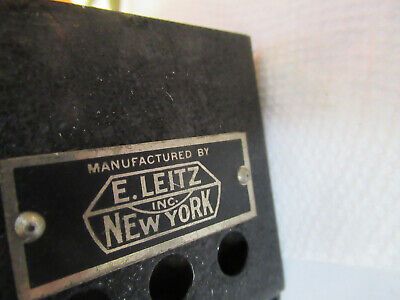 MANUFACTURED BY
E. LEITZ
INC.
NEW YORK